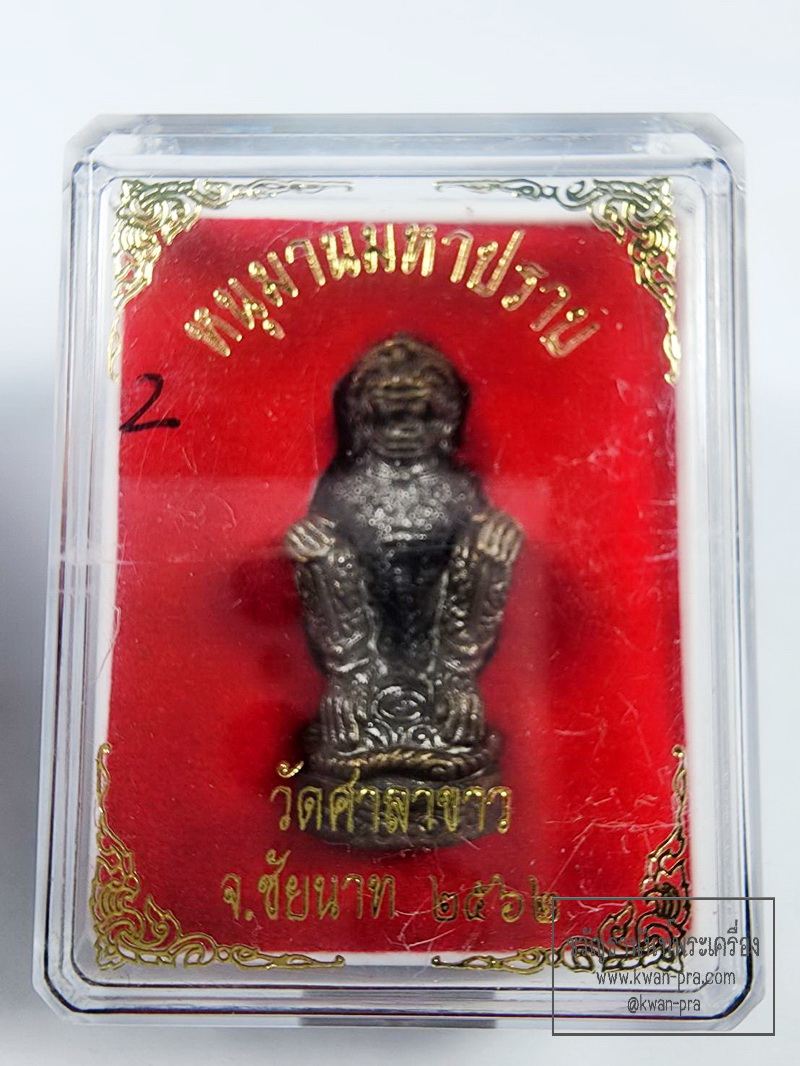 หนุมานมหาปราบ
2
วัดศาลาขาว
จ.ชัยนาท ๒๕๖๒
www.kwan-pra.com
@kwan-pra